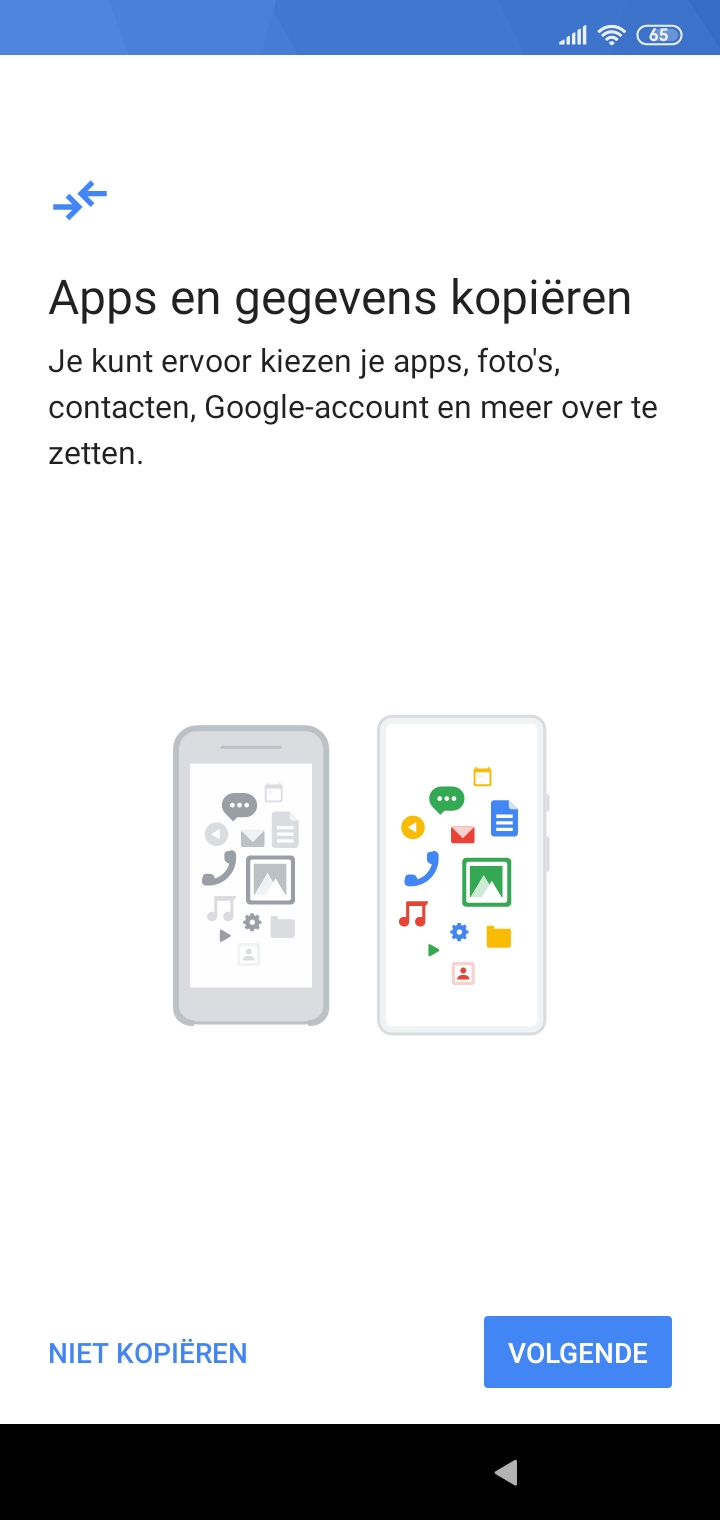 65
Apps en gegevens kopiëren
Je kunt ervoor kiezen je apps, foto's,
contacten, Google-account en meer over te
zetten.
NIET KOPIËREN
VOLGENDE